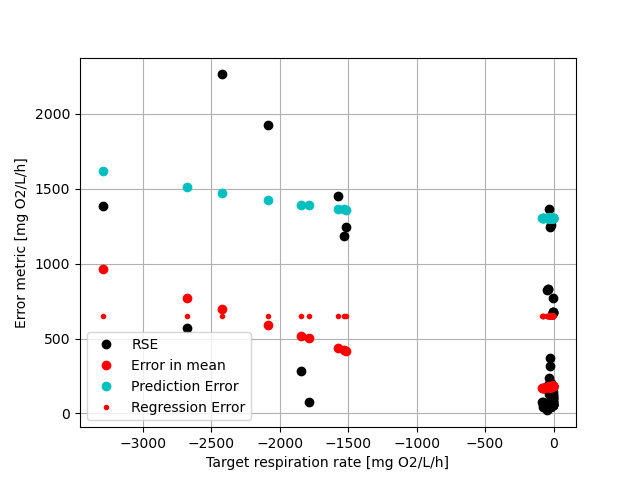 2000
1500
1000
500
0
Error metric [mg O2/L/h]
RSE
Error in mean
Prediction Error
Regression Error
−3000 −2500 −2000 −1500 −1000 −500 0
Target respiration rate [mg O2/L/h]